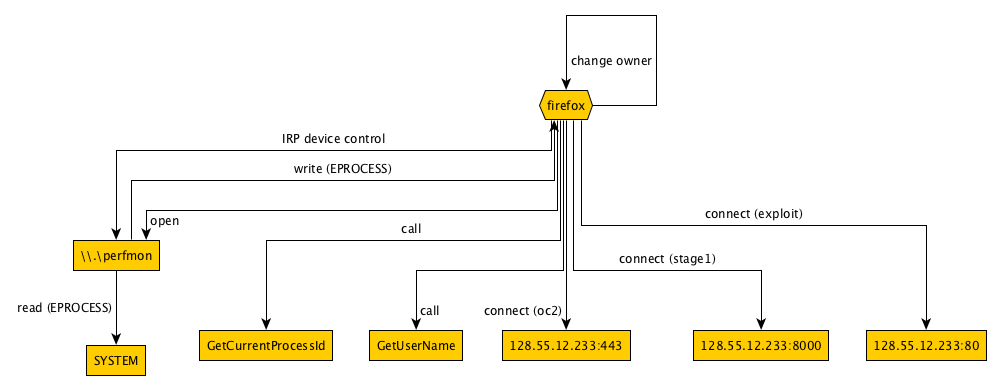 change owner
firefox
IRP device control
write (EPROCESS)
open
call
connect (exploit)
\\.\perfmon
connect (stage1)
read (EPROCESS)
call
connect (oc2)
SYSTEM
GetCurrentProcessId
GetUserName
128.55.12.233:443
128.55.12.233:8000
128.55.12.233:80